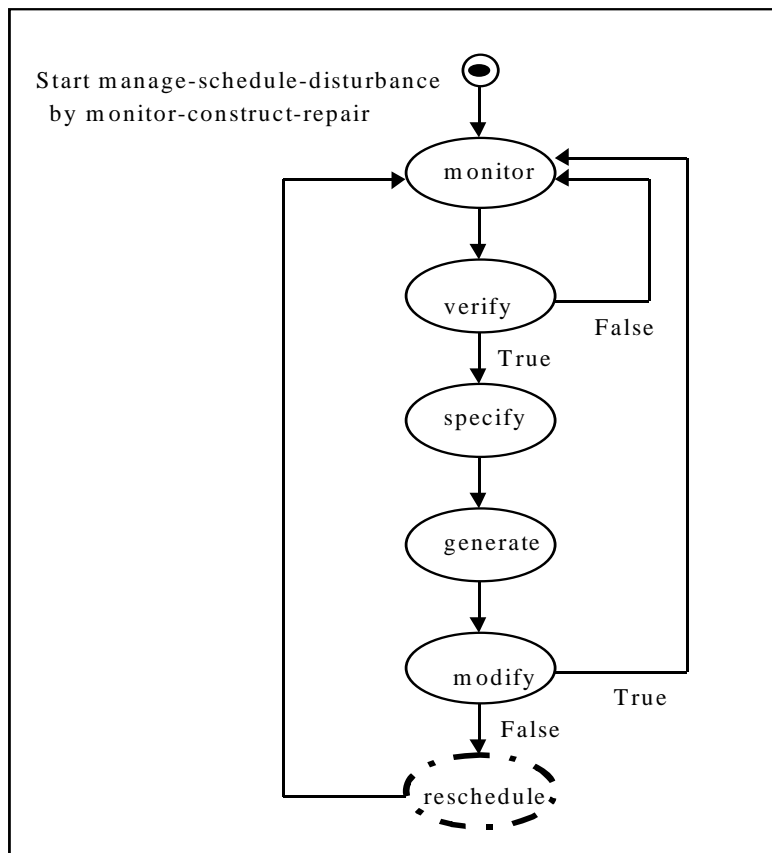 Start manage-schedule-disturbance
by monitor-construct-repair
monitor
verify
False
True
specify
generate
modify
True
False
reschedule